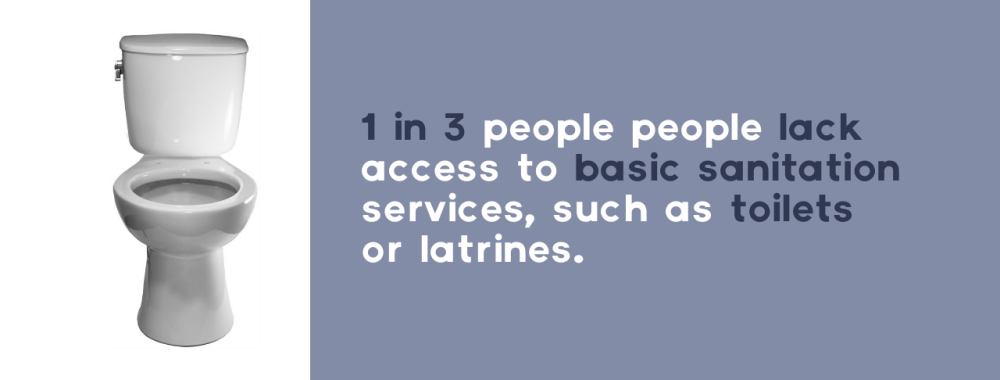 1 in 3 people people lack
access to basic sanitation
services, such as toilets
or latrines.